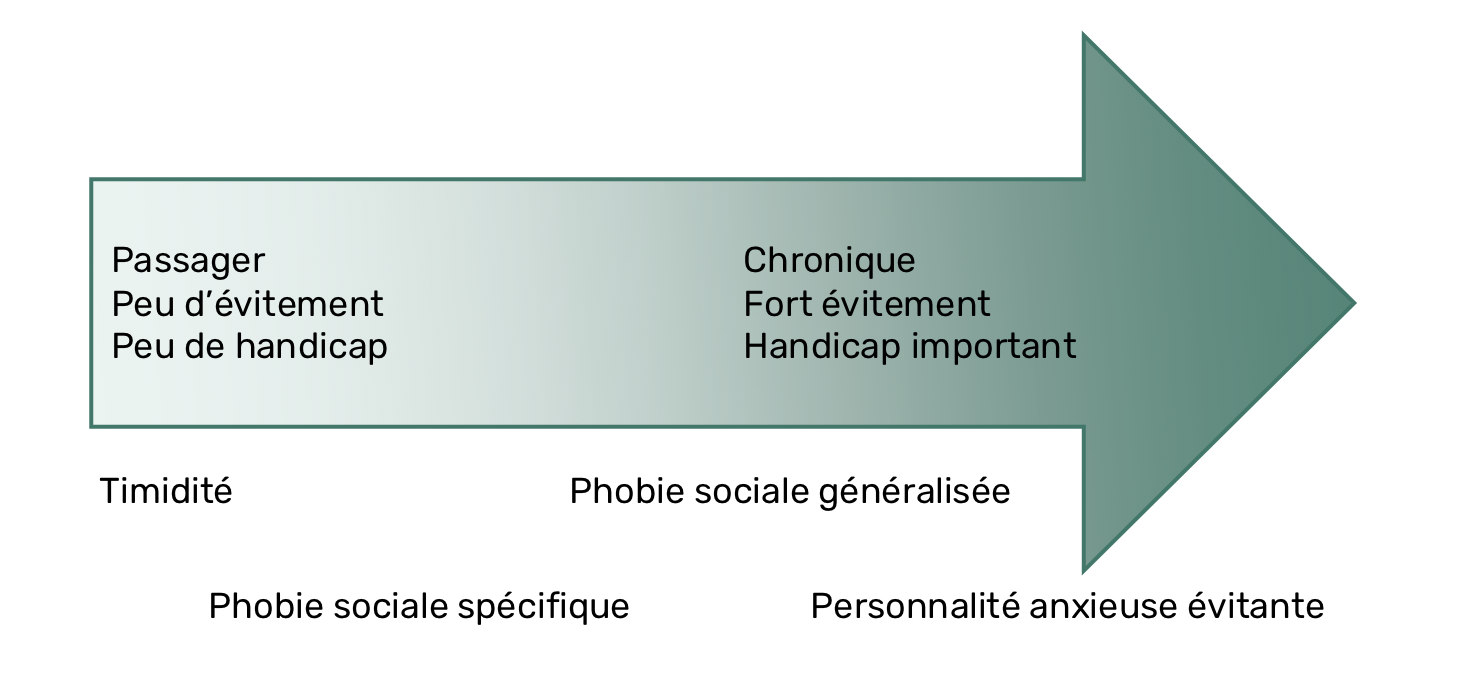 Passager
Peu d’évitement
Peu de handicap
Chronique
Fort évitement
Handicap important
Timidité
Phobie sociale généralisée
Phobie sociale spécifique
Personnalité anxieuse évitante